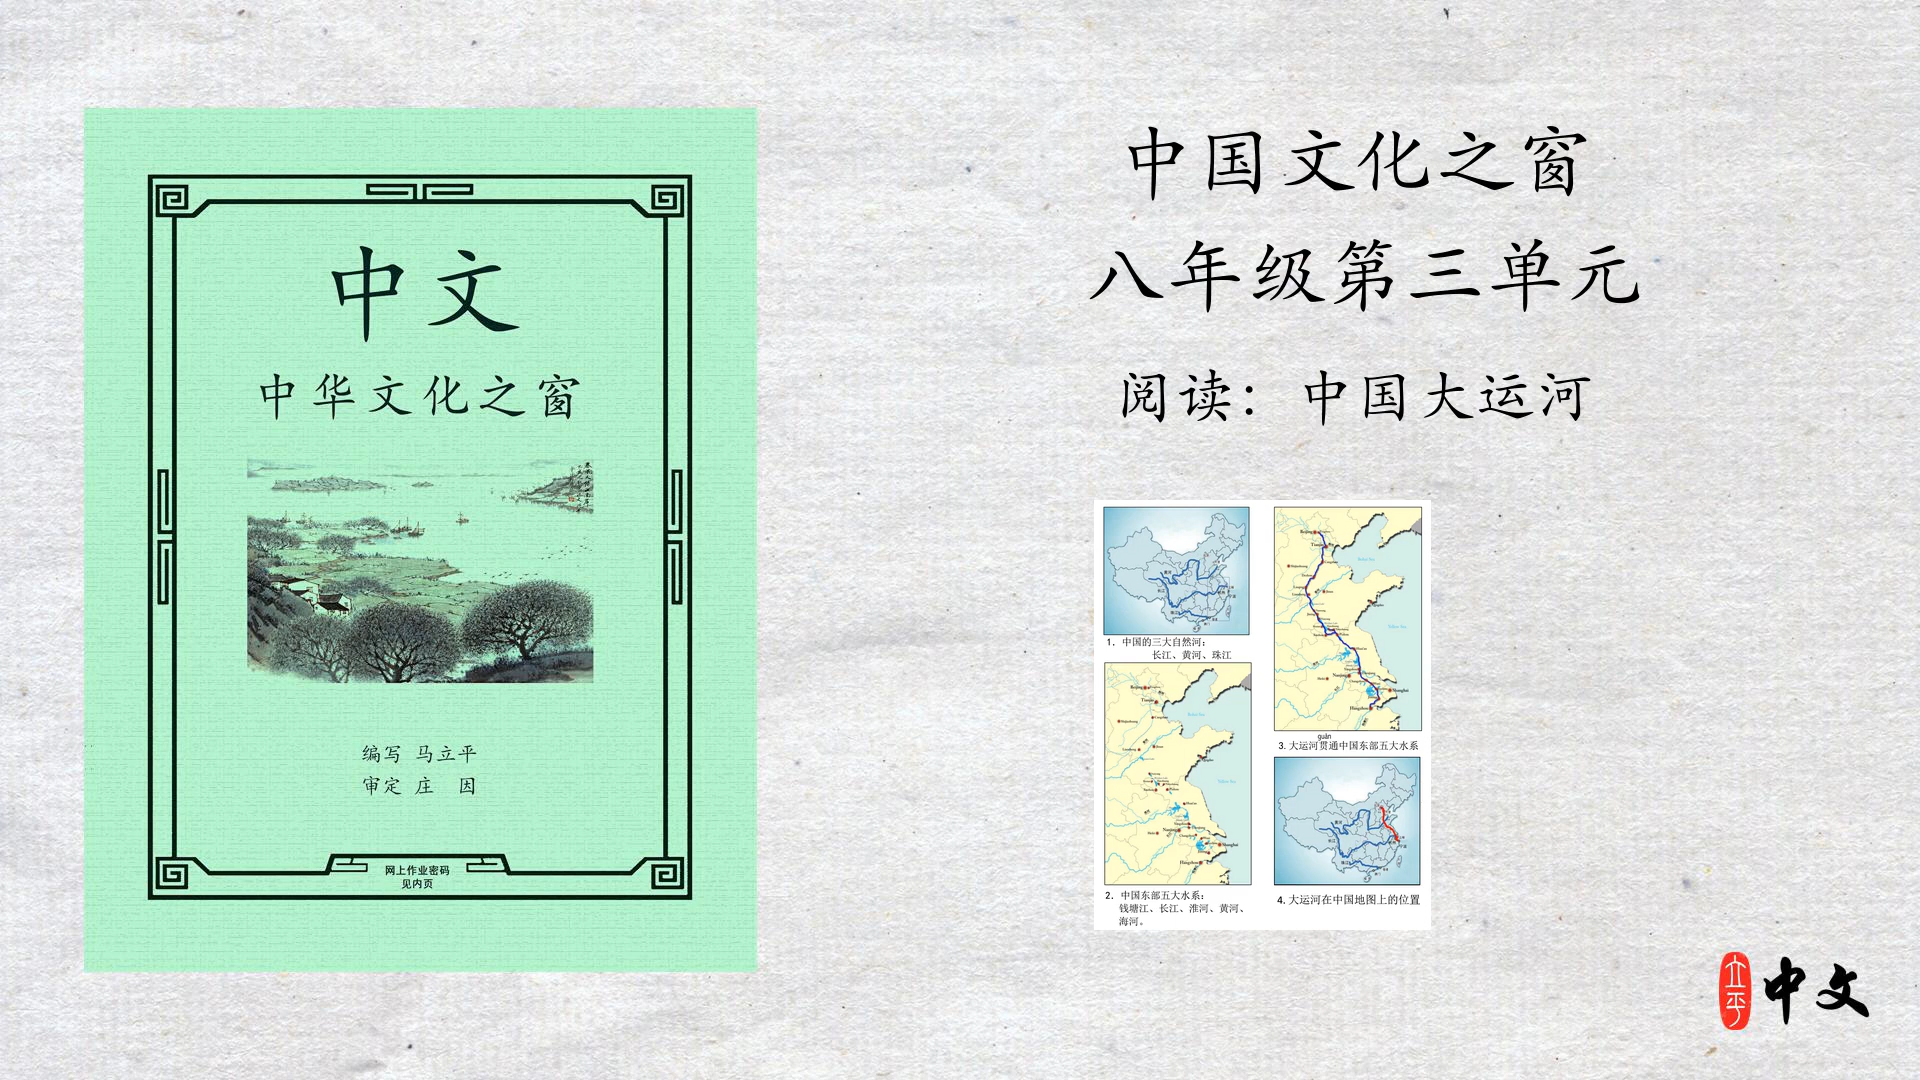 中文
中华文化之窗
编写 马立平
审定 庄 因
网上作业密码
见内页
中国文化之窗
八年级第三单元
阅读：中国大运河
1. 中国的三大自然河：
长江、黄河、珠江
2. 中国东部五大水系：
钱塘江、长江、淮河、黄河、
海河。
guàn
3. 大运河贯通中国东部五大水系
4. 大运河在中国地图上的位置
立平
中文